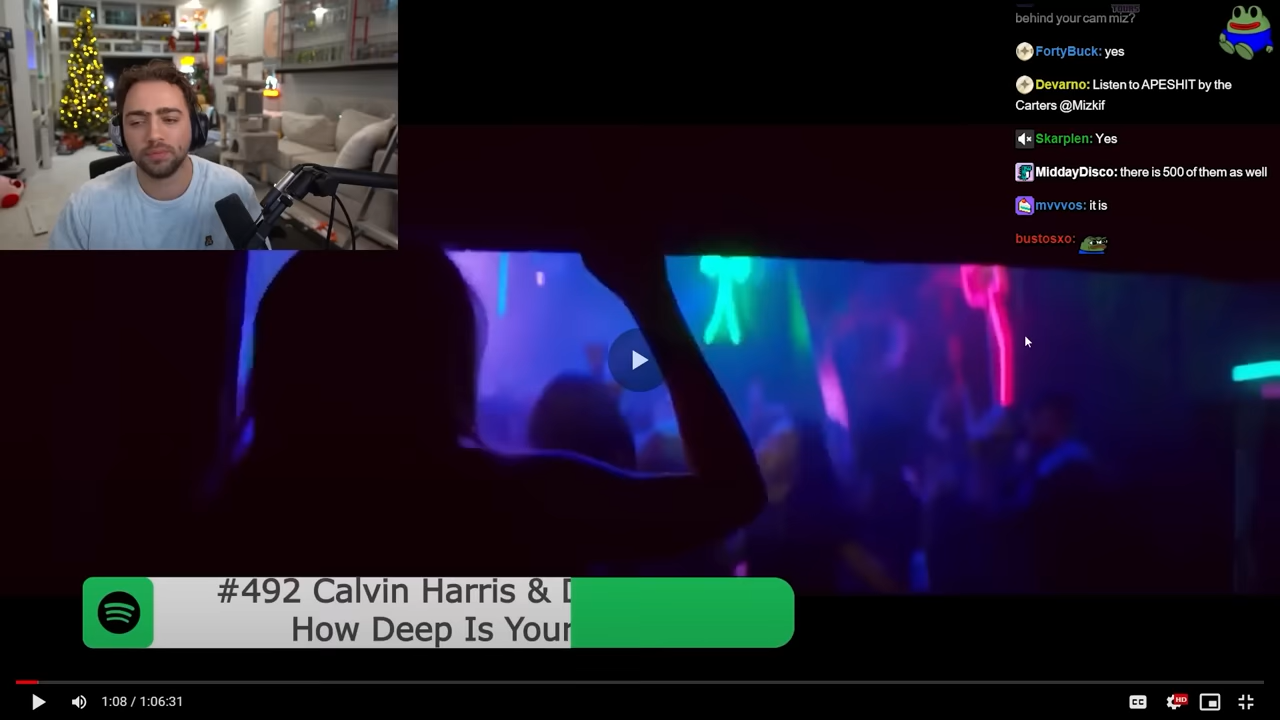 behind your cam miz?
FortyBuck: yes
Devarno: Listen to APESHIT by the
Carters @Mizkif
Skarplen: Yes
MiddayDisco: there is 500 of them as well
mvvvos: it is
bustosxo:
#492 Calvin Harris &
How Deep Is Your
1:08 / 1:06:31
CC
HD